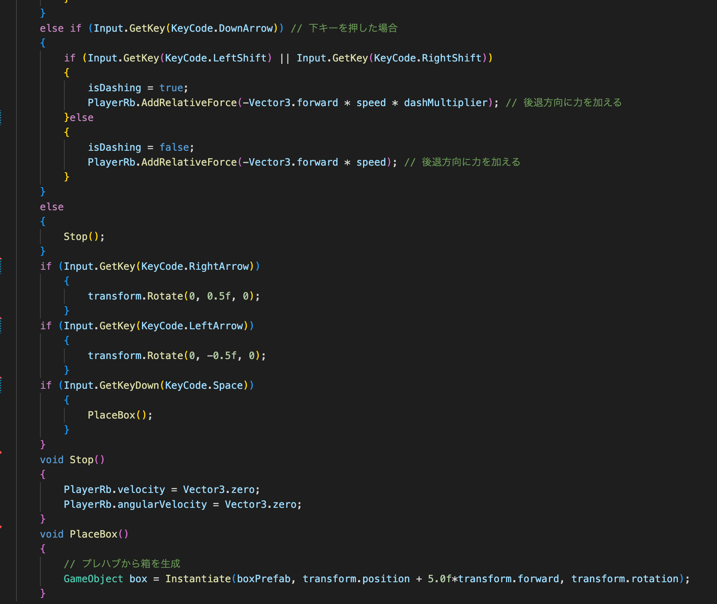 }
}
else if (Input.GetKey(KeyCode.DownArrow)) // 下キーを押した場合
{
if (Input.GetKey(KeyCode.LeftShift) || Input.GetKey(KeyCode.RightShift))
{
isDashing = true;
PlayerRb.AddRelativeForce(-Vector3.forward * speed * dashMultiplier); // 後退方向に力を加える
}else
{
isDashing = false;
PlayerRb.AddRelativeForce(-Vector3.forward * speed); // 後退方向に力を加える
}
}
else
{
Stop();
}
if (Input.GetKey(KeyCode.RightArrow))
{
transform.Rotate(0, 0.5f, 0);
}
if (Input.GetKey(KeyCode.LeftArrow))
{
transform.Rotate(0, -0.5f, 0);
}
if (Input.GetKeyDown(KeyCode.Space))
{
PlaceBox();
}
}
void Stop()
{
PlayerRb.velocity = Vector3.zero;
PlayerRb.angularVelocity = Vector3.zero;
}
void PlaceBox()
{
// プレハブから箱を生成
GameObject box = Instantiate(boxPrefab, transform.position + 5.0f*transform.forward, transform.rotation);
}